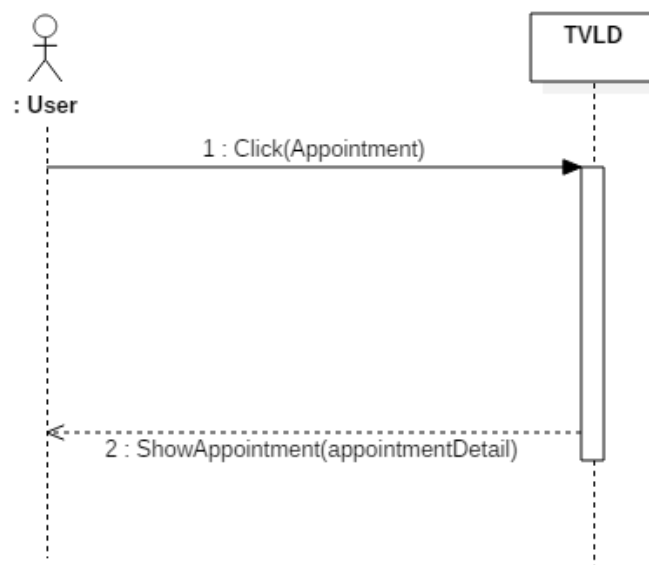 TVLD
: User
1 : Click(Appointment)
2 : ShowAppointment(appointmentDetail)